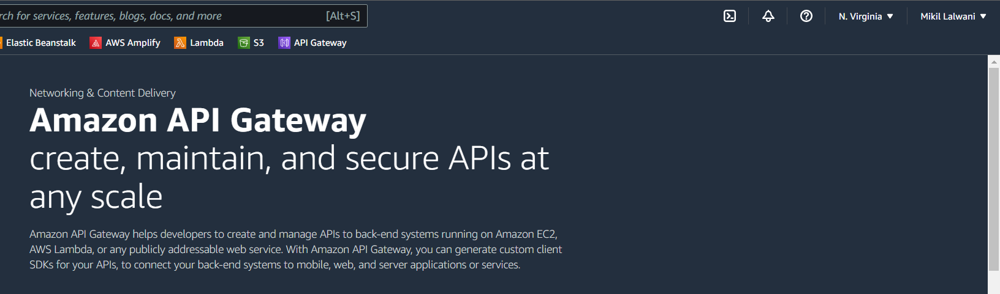 rch for services, features, blogs, docs, and more [Alt+S] N. Virginia Mikil Lalwani
Elastic Beanstalk AWS Amplify Lambda S3 API Gateway
Networking & Content Delivery
Amazon API Gateway
create, maintain, and secure APIs at
any scale
Amazon API Gateway helps developers to create and manage APIs to back-end systems running on Amazon EC2,
AWS Lambda, or any publicly addressable web service. With Amazon API Gateway, you can generate custom client
SDKs for your APIs, to connect your back-end systems to mobile, web, and server applications or services.